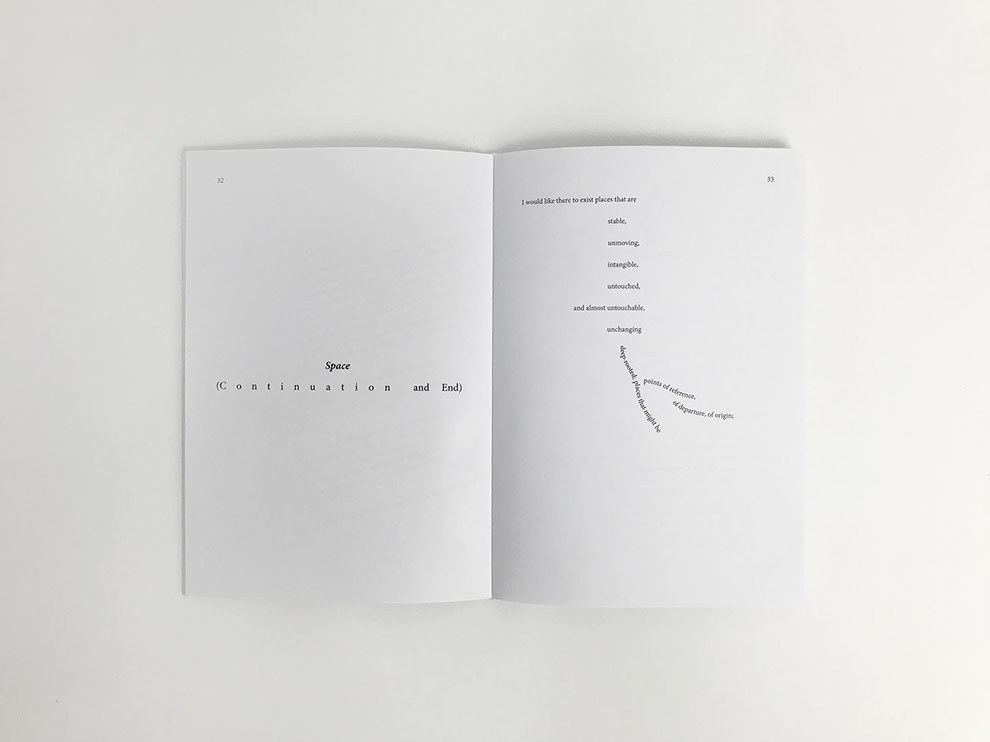 32
Space
(Continuation and End)
33
I would like there to exist places that are
stable,
unmoving,
intangible,
untouched,
and almost untouchable,
unchanging
deep-rooted; places that might be
points of reference,
of departure, of origin;